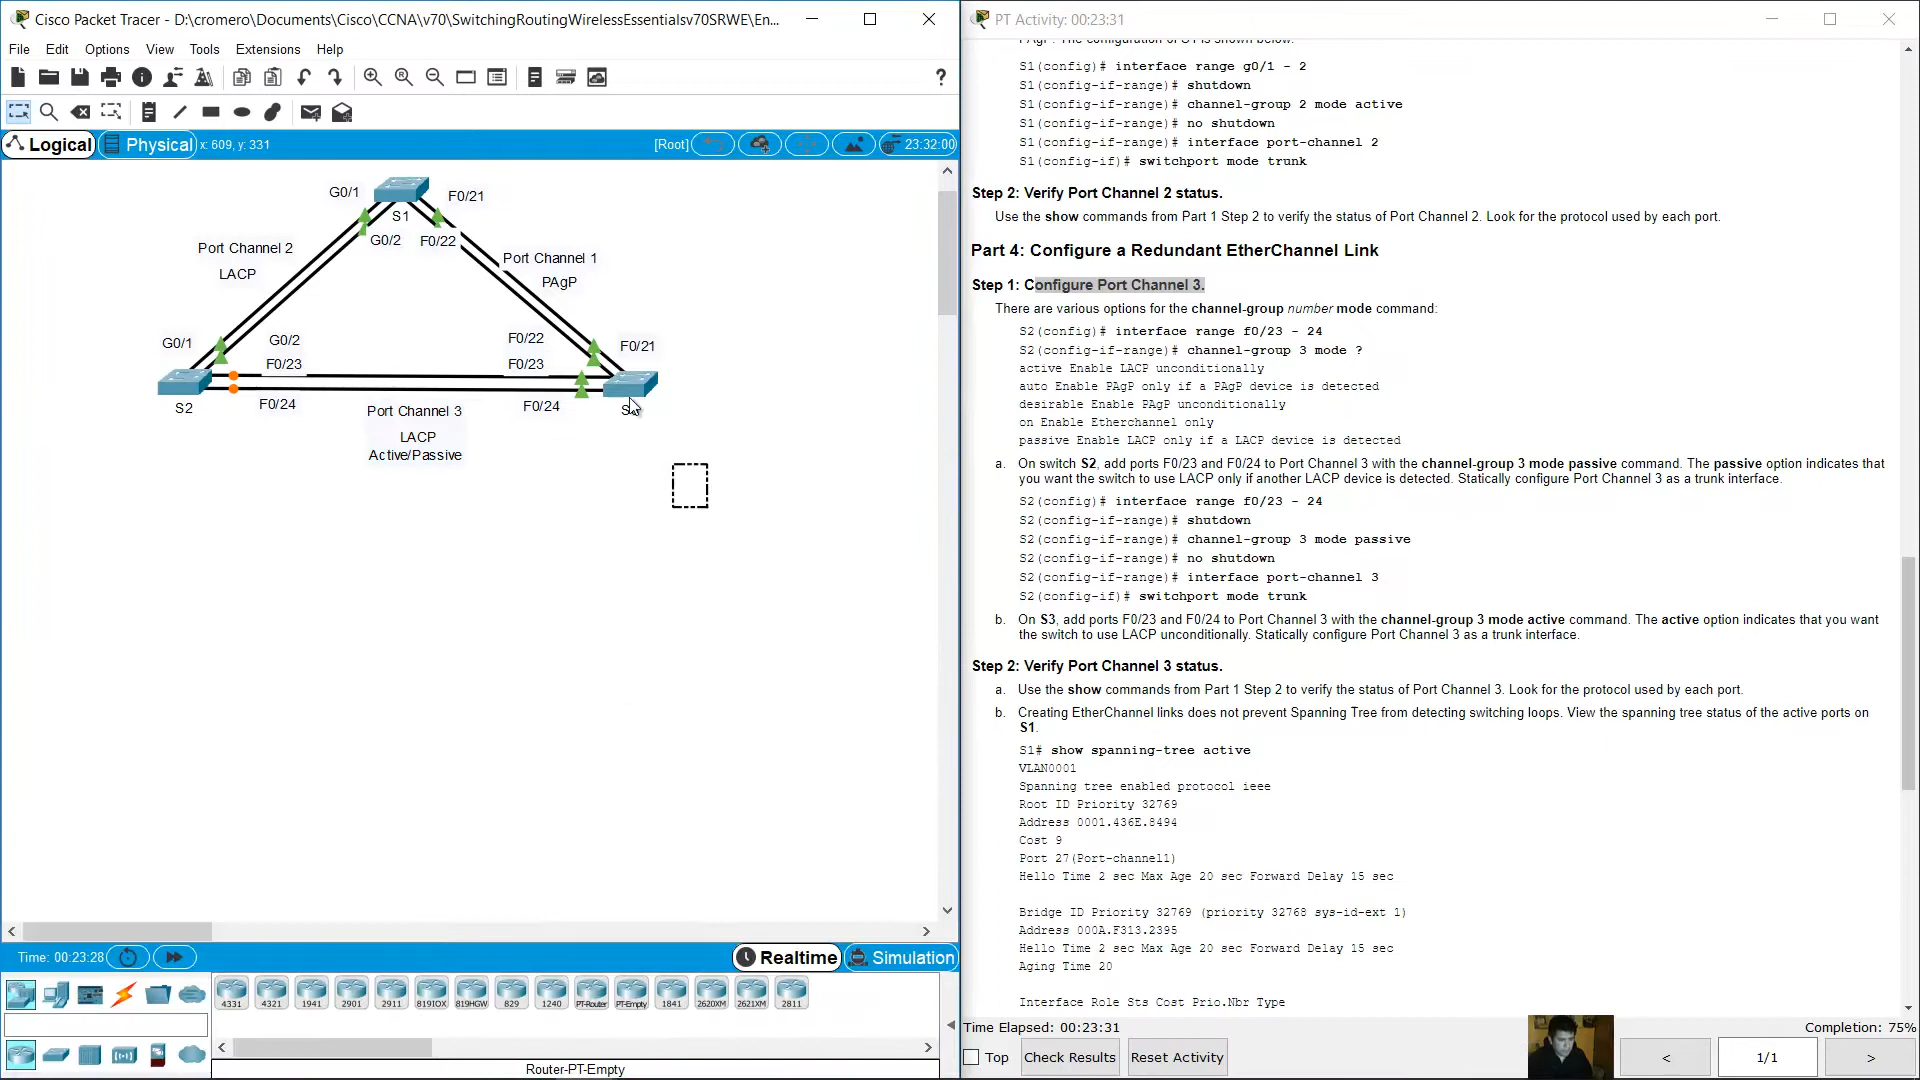 Cisco Packet Tracer - D:\cromero\Documents\Cisco\CCNA\v70\SwitchingRoutingWirelessEssentialsv70SRWE\En...
File Edit Options View Tools Extensions Help
?
Logical
Physical
x: 609, y: 331
[Root]
23:32:00
G0/1
F0/21
S1
G0/2
F0/22
Port Channel 2
LACP
Port Channel 1
PAgP
G0/1
G0/2
F0/22
F0/21
F0/23
F0/23
S2
F0/24
Port Channel 3
LACP
Active/Passive
F0/24
Time: 00:23:28
Realtime
Simulation
4331 4321 1941 2901 2911 819IOX 819HGW 829 1240 PT-Router PT-Empty 1841 2620XM 2621XM 2811
Router-PT-Empty
PT Activity: 00:23:31
S1(config)# interface range g0/1 - 2
S1(config-if-range)# shutdown
S1(config-if-range)# channel-group 2 mode active
S1(config-if-range)# no shutdown
S1(config-if-range)# interface port-channel 2
S1(config-if)# switchport mode trunk
Step 2: Verify Port Channel 2 status.
Use the show commands from Part 1 Step 2 to verify the status of Port Channel 2. Look for the protocol used by each port.
Part 4: Configure a Redundant EtherChannel Link
Step 1: Configure Port Channel 3.
There are various options for the channel-group number mode command:
S2(config)# interface range f0/23 - 24
S2(config-if-range)# channel-group 3 mode ?
active Enable LACP unconditionally
auto Enable PAgP only if a PAgP device is detected
desirable Enable PAgP unconditionally
on Enable Etherchannel only
passive Enable LACP only if a LACP device is detected
a. On switch S2, add ports F0/23 and F0/24 to Port Channel 3 with the channel-group 3 mode passive command. The passive option indicates that
you want the switch to use LACP only if another LACP device is detected. Statically configure Port Channel 3 as a trunk interface.
S2(config)# interface range f0/23 - 24
S2(config-if-range)# shutdown
S2(config-if-range)# channel-group 3 mode passive
S2(config-if-range)# no shutdown
S2(config-if-range)# interface port-channel 3
S2(config-if)# switchport mode trunk
b. On S3, add ports F0/23 and F0/24 to Port Channel 3 with the channel-group 3 mode active command. The active option indicates that you want
the switch to use LACP unconditionally. Statically configure Port Channel 3 as a trunk interface.
Step 2: Verify Port Channel 3 status.
a. Use the show commands from Part 1 Step 2 to verify the status of Port Channel 3. Look for the protocol used by each port.
b. Creating EtherChannel links does not prevent Spanning Tree from detecting switching loops. View the spanning tree status of the active ports on
S1.
S1# show spanning-tree active
VLAN0001
Spanning tree enabled protocol ieee
Root ID Priority 32769
Address 0001.436E.8494
Cost 9
Port 27(Port-channel1)
Hello Time 2 sec Max Age 20 sec Forward Delay 15 sec
Bridge ID Priority 32769 (priority 32768 sys-id-ext 1)
Address 000A.F313.2395
Hello Time 2 sec Max Age 20 sec Forward Delay 15 sec
Aging Time 20
Interface Role Sts Cost Prio.Nbr Type
Time Elapsed: 00:23:31
Completion: 75%
Top
Check Results
Reset Activity
<
1/1
>